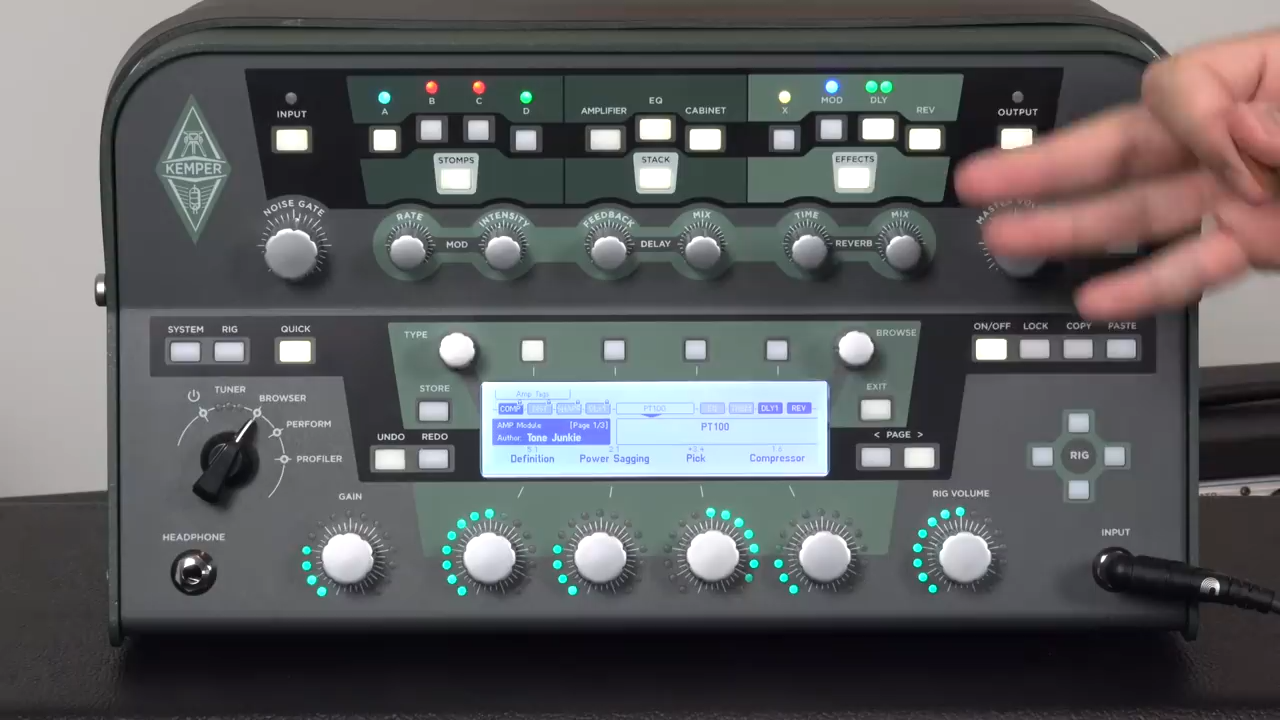 INPUT
A
B
C
D
AMPLIFIER
EQ
CABINET
X
MOD
DLY
REV
OUTPUT
KEMPER
STOMPS
STACK
EFFECTS
NOISE GATE
RATE
MOD
INTENSITY
FEEDBACK
DELAY
MIX
TIME
REVERB
MIX
MASTER
SYSTEM
RIG
QUICK
TYPE
BROWSE
ON/OFF
LOCK
COPY
PASTE
TUNER
BROWSER
PERFORM
PROFILER
STORE
EXIT
UNDO
REDO
< PAGE >
Amp Tags
COMP
PT100
DLY1
REV
AMP Module
[Page 1/3]
Author: Tone Junkie
PT100
Definition
Power Sagging
Pick
Compressor
RIG
GAIN
RIG VOLUME
HEADPHONE
INPUT